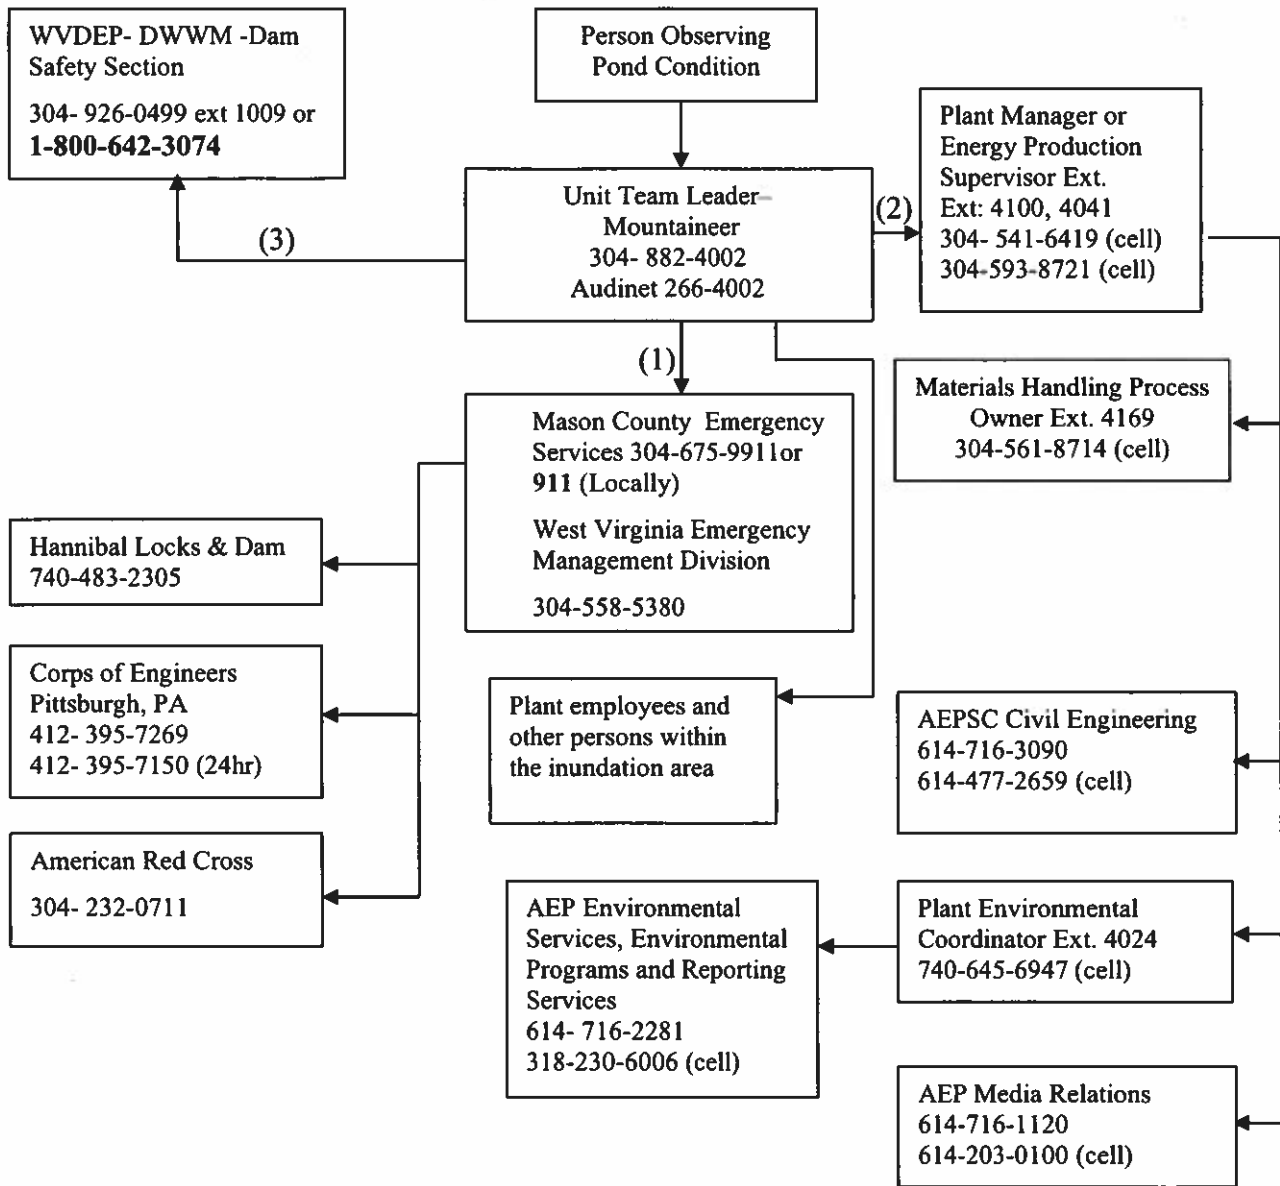 WVDEP- DWWM -Dam
Safety Section
304- 926-0499 ext 1009 or
1-800-642-3074
Person Observing
Pond Condition
Plant Manager or
Energy Production
Supervisor Ext.
Ext: 4100, 4041
304- 541-6419 (cell)
304-593-8721 (cell)
Unit Team Leader–
Mountaineer
304- 882-4002
Audinet 266-4002
(2)
(3)
(1)
Mason County Emergency
Services 304-675-9911or
911 (Locally)
West Virginia Emergency
Management Division
304-558-5380
Materials Handling Process
Owner Ext. 4169
304-561-8714 (cell)
Hannibal Locks & Dam
740-483-2305
Corps of Engineers
Pittsburgh, PA
412- 395-7269
412- 395-7150 (24hr)
Plant employees and
other persons within
the inundation area
AEPSC Civil Engineering
614-716-3090
614-477-2659 (cell)
American Red Cross
304- 232-0711
AEP Environmental
Services, Environmental
Programs and Reporting
Services
614- 716-2281
318-230-6006 (cell)
Plant Environmental
Coordinator Ext. 4024
740-645-6947 (cell)
AEP Media Relations
614-716-1120
614-203-0100 (cell)